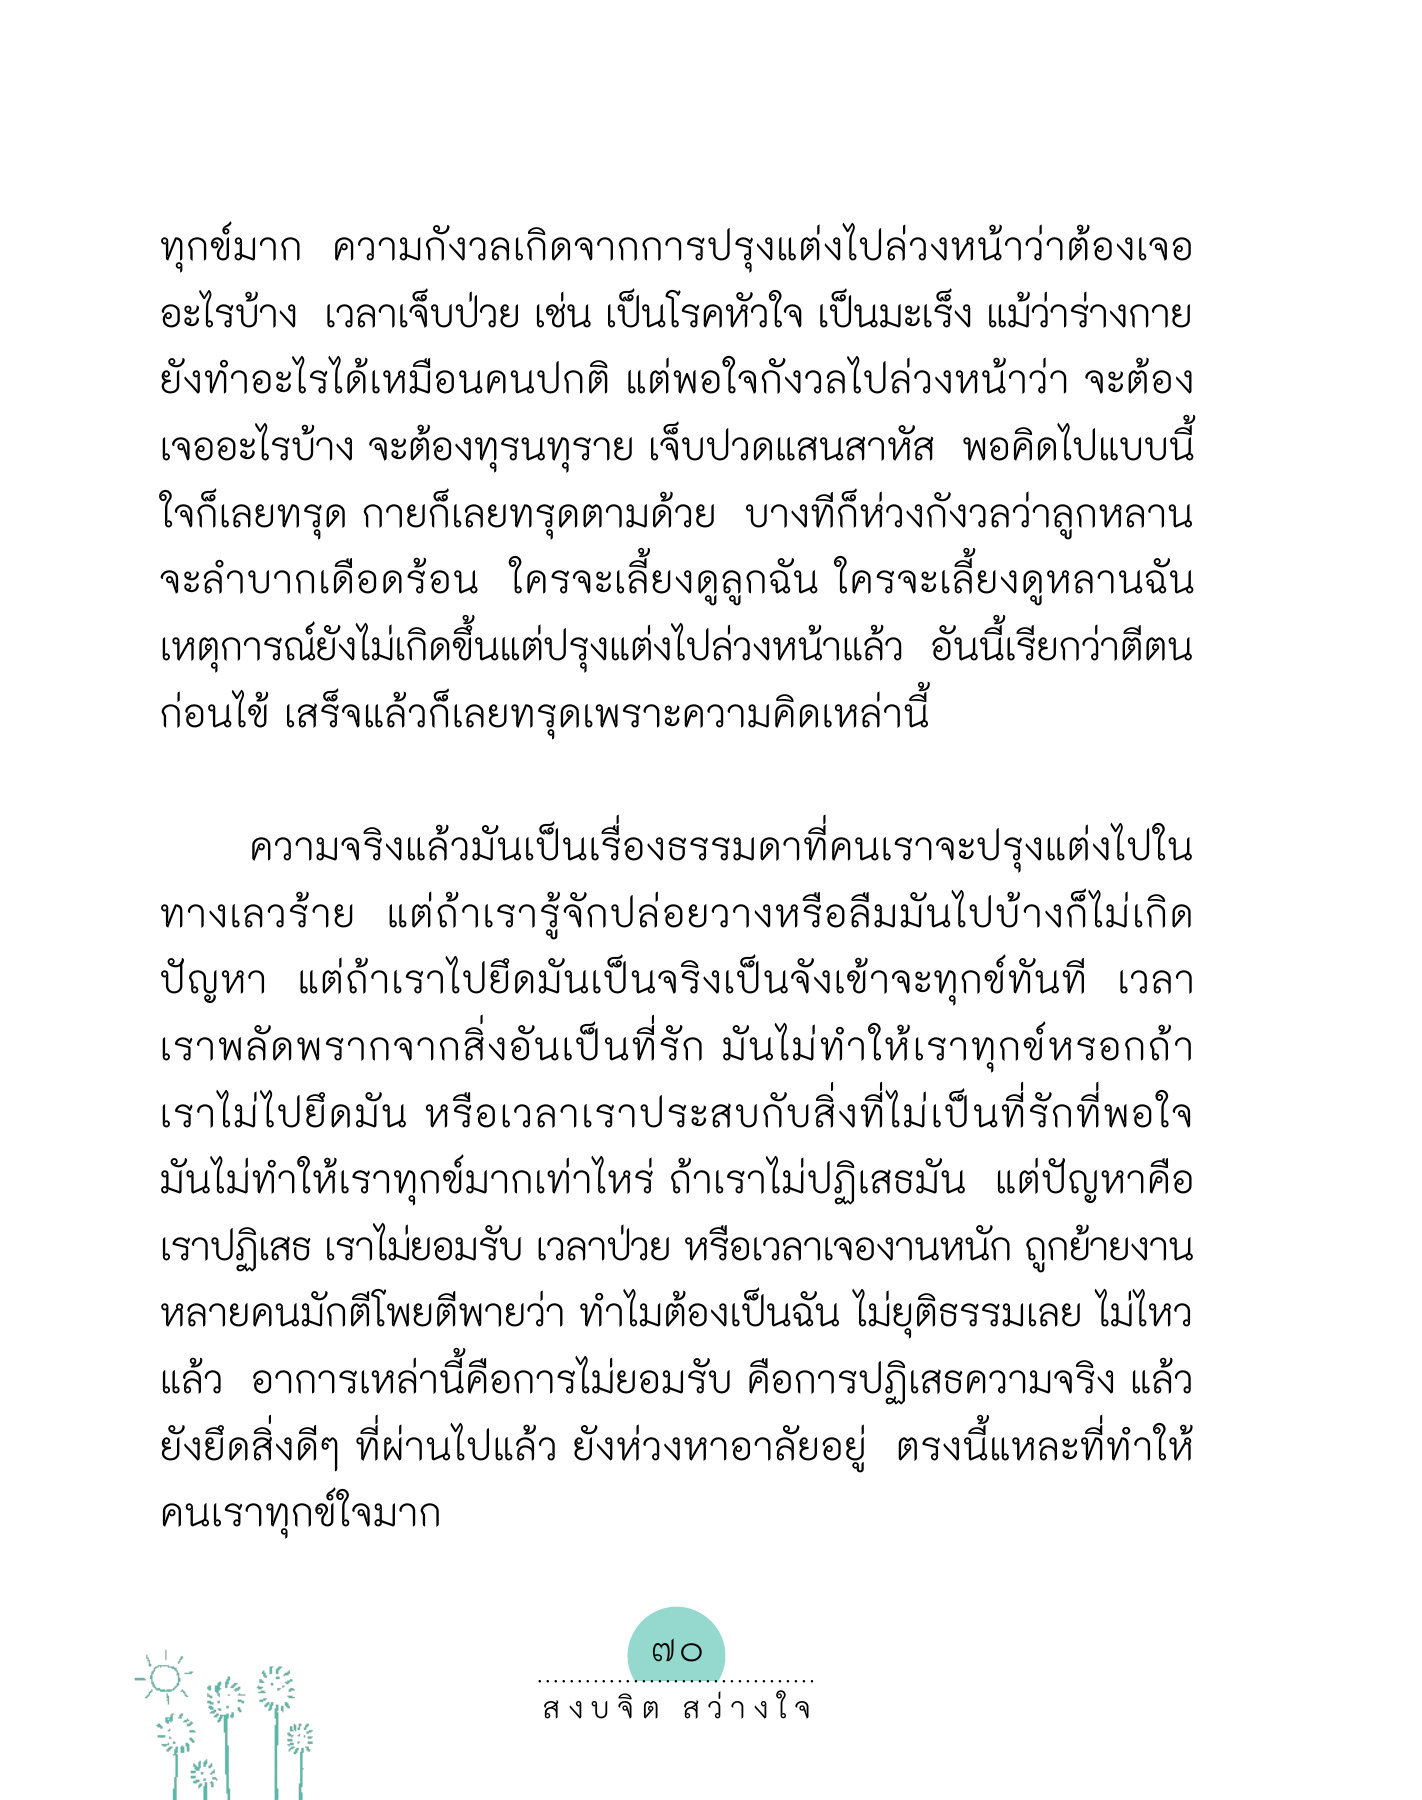 ทุกข์มาก  ความกังวลเกิดจากการปรุงแต่งไปล่วงหน้าว่าต้องเจอ
อะไรบ้าง  เวลาเจ็บป่วย เช่น เป็นโรคหัวใจ เป็นมะเร็ง แม้ว่าร่างกาย
ยังทำอะไรได้เหมือนคนปกติ แต่พอใจกังวลไปล่วงหน้าว่า จะต้อง
เจออะไรบ้าง จะต้องทุรนทุราย เจ็บปวดแสนสาหัส  พอคิดไปแบบนี้
ใจก็เลยทรุด กายก็เลยทรุดตามด้วย  บางทีก็ห่วงกังวลว่าลูกหลาน
จะลำบากเดือดร้อน  ใครจะเลี้ยงดูลูกฉัน ใครจะเลี้ยงดูหลานฉัน
เหตุการณ์ยังไม่เกิดขึ้นแต่ปรุงแต่งไปล่วงหน้าแล้ว  อันนี้เรียกว่าตีตน
ก่อนไข้ เสร็จแล้วก็เลยทรุดเพราะความคิดเหล่านี้
ความจริงแล้วมันเป็นเรื่องธรรมดาที่คนเราจะปรุงแต่งไปใน
ทางเลวร้าย  แต่ถ้าเรารู้จักปล่อยวางหรือลืมมันไปบ้างก็ไม่เกิด
ปัญหา  แต่ถ้าเราไปยึดมันเป็นจริงเป็นจังเข้าจะทุกข์ทันที  เวลา
เราพลัดพรากจากสิ่งอันเป็นที่รัก มันไม่ทำให้เราทุกข์หรอกถ้า
เราไม่ไปยึดมัน หรือเวลาเราประสบกับสิ่งที่ไม่เป็นที่รักที่พอใจ
มันไม่ทำให้เราทุกข์มากเท่าไหร่ ถ้าเราไม่ปฏิเสธมัน  แต่ปัญหาคือ
เราปฏิเสธ เราไม่ยอมรับ เวลาป่วย หรือเวลาเจองานหนัก ถูกย้ายงาน
หลายคนมักตีโพยตีพายว่า ทำไมต้องเป็นฉัน ไม่ยุติธรรมเลย ไม่ไหว
แล้ว  อาการเหล่านี้คือการไม่ยอมรับ คือการปฏิเสธความจริง แล้ว
ยังยึดสิ่งดีๆ ที่ผ่านไปแล้ว ยังห่วงหาอาลัยอยู่  ตรงนี้แหละที่ทำให้
คนเราทุกข์ใจมาก
๗๐
สงบจิต สว่างใจ